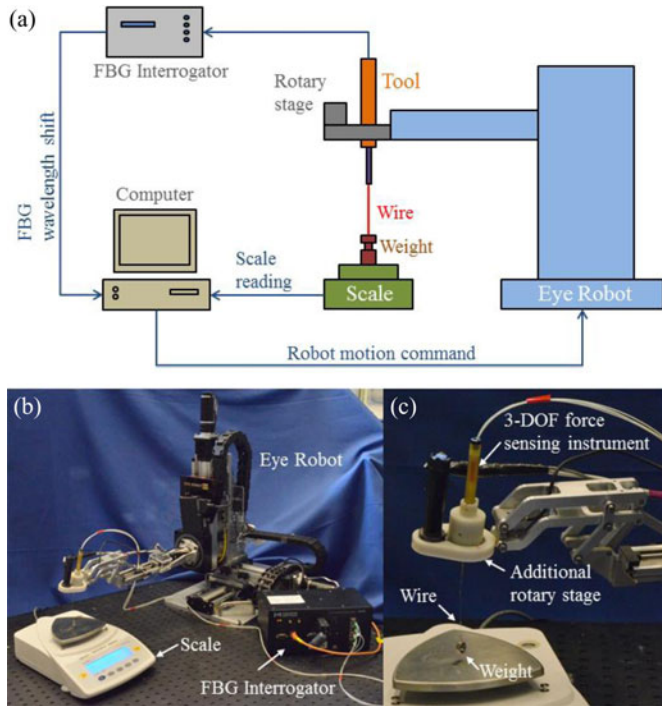 (a)
FBG Interrogator
Rotary
stage
Tool
FBG
wavelength shift
Computer
Wire
Weight
Scale
reading
Scale
Eye Robot
Robot motion command
(b)
Eye Robot
Scale
FBG Interrogator
(c)
3-DOF force
sensing instrument
Additional
rotary stage
Wire
Weight